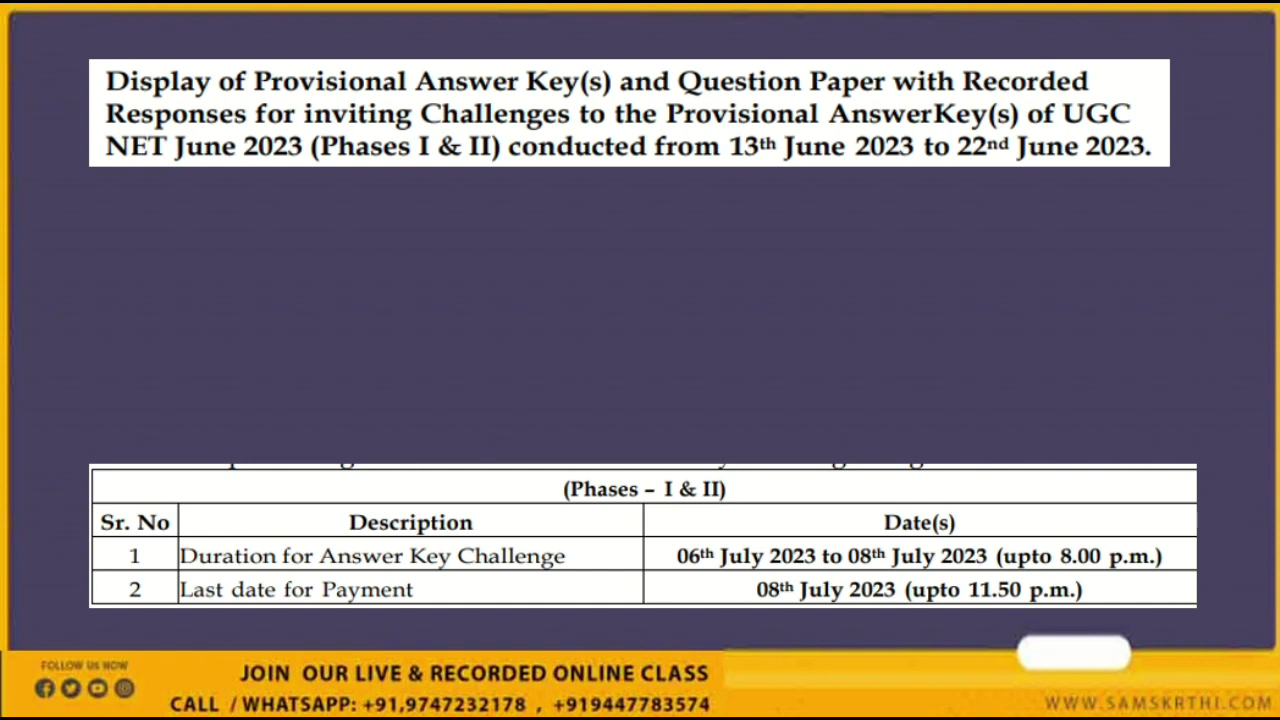 Display of Provisional Answer Key(s) and Question Paper with Recorded
Responses for inviting Challenges to the Provisional AnswerKey(s) of UGC
NET June 2023 (Phases I & II) conducted from 13th June 2023 to 22nd June 2023.
(Phases – I & II)
Sr. No Description Date(s)
1 Duration for Answer Key Challenge 06th July 2023 to 08th July 2023 (upto 8.00 p.m.)
2 Last date for Payment 08th July 2023 (upto 11.50 p.m.)
FOLLOW US NOW
JOIN OUR LIVE & RECORDED ONLINE CLASS
CALL / WHATSAPP: +91,9747232178 , +919447783574
WWW.SAMSKRTHI.COM